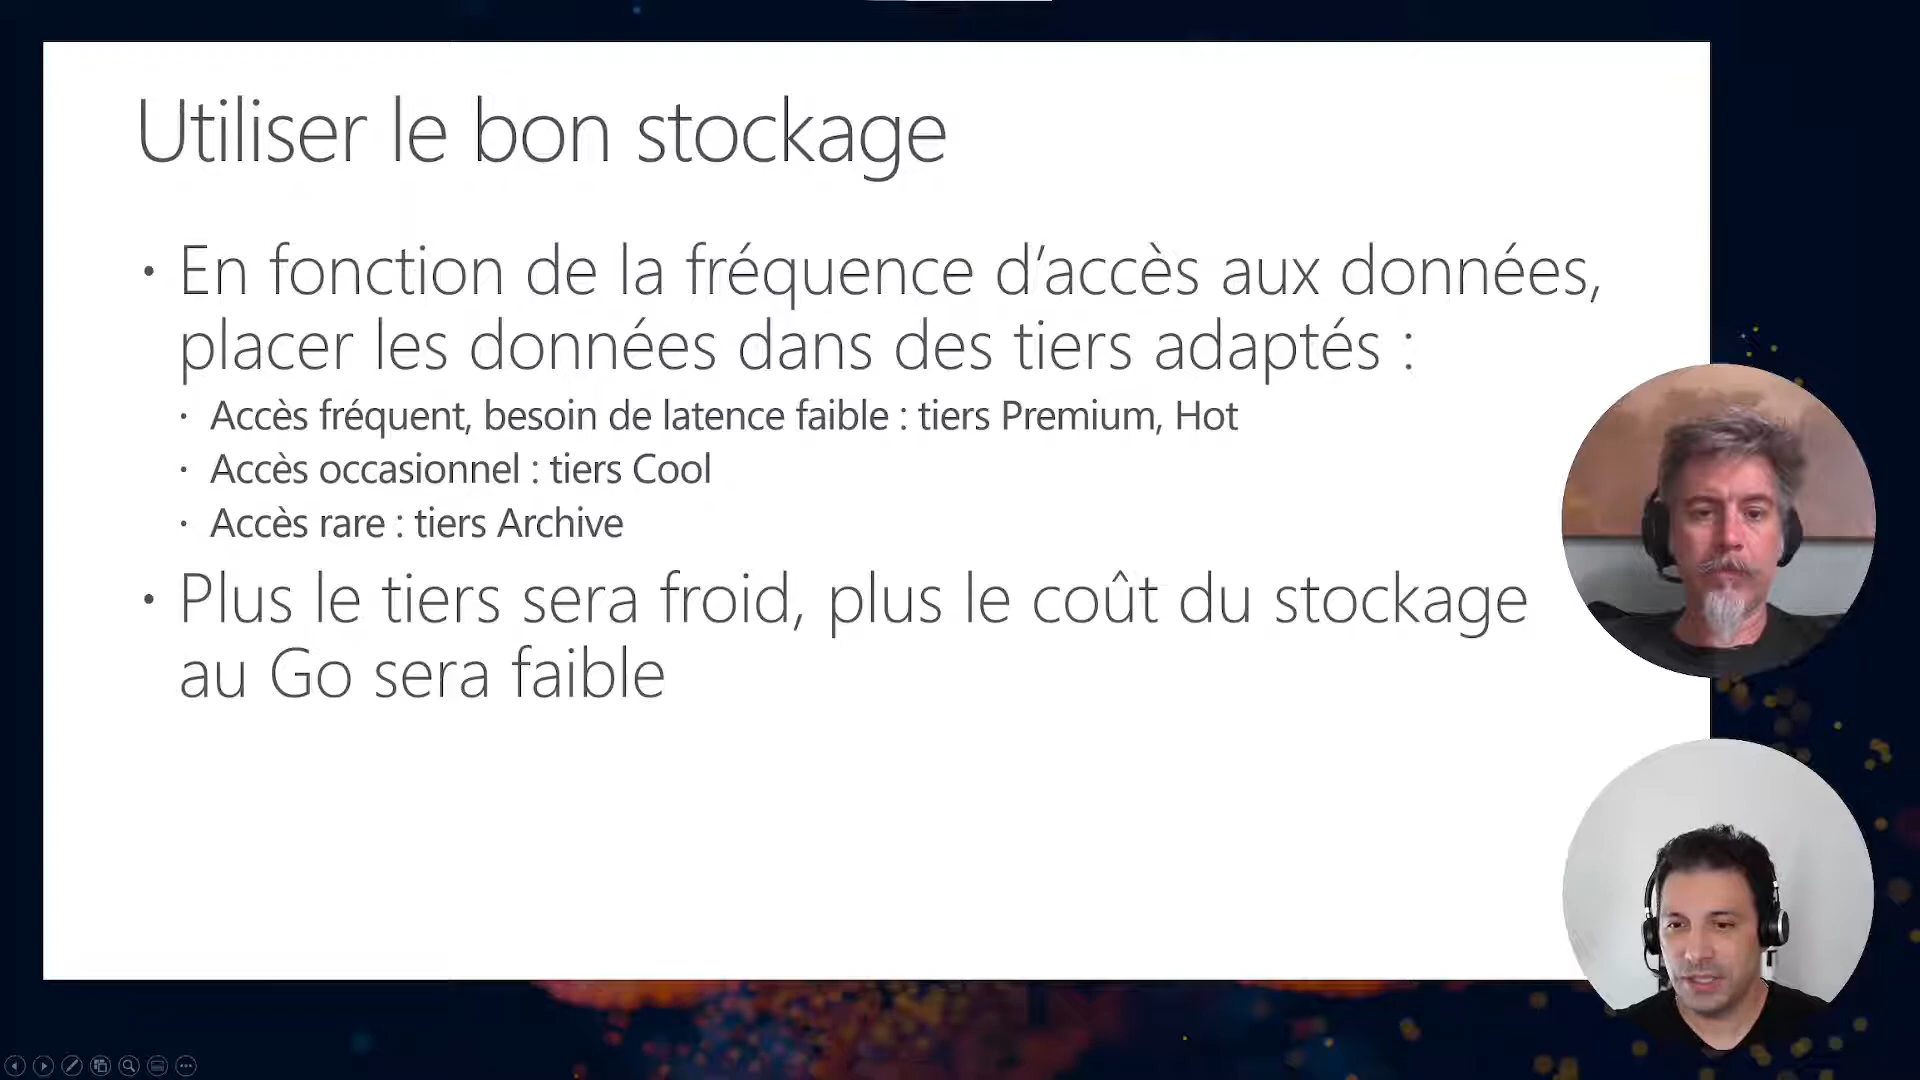 Utiliser le bon stockage
• En fonction de la fréquence d’accès aux données,
placer les données dans des tiers adaptés :
• Accès fréquent, besoin de latence faible : tiers Premium, Hot
• Accès occasionnel : tiers Cool
• Accès rare : tiers Archive
• Plus le tiers sera froid, plus le coût du stockage
au Go sera faible